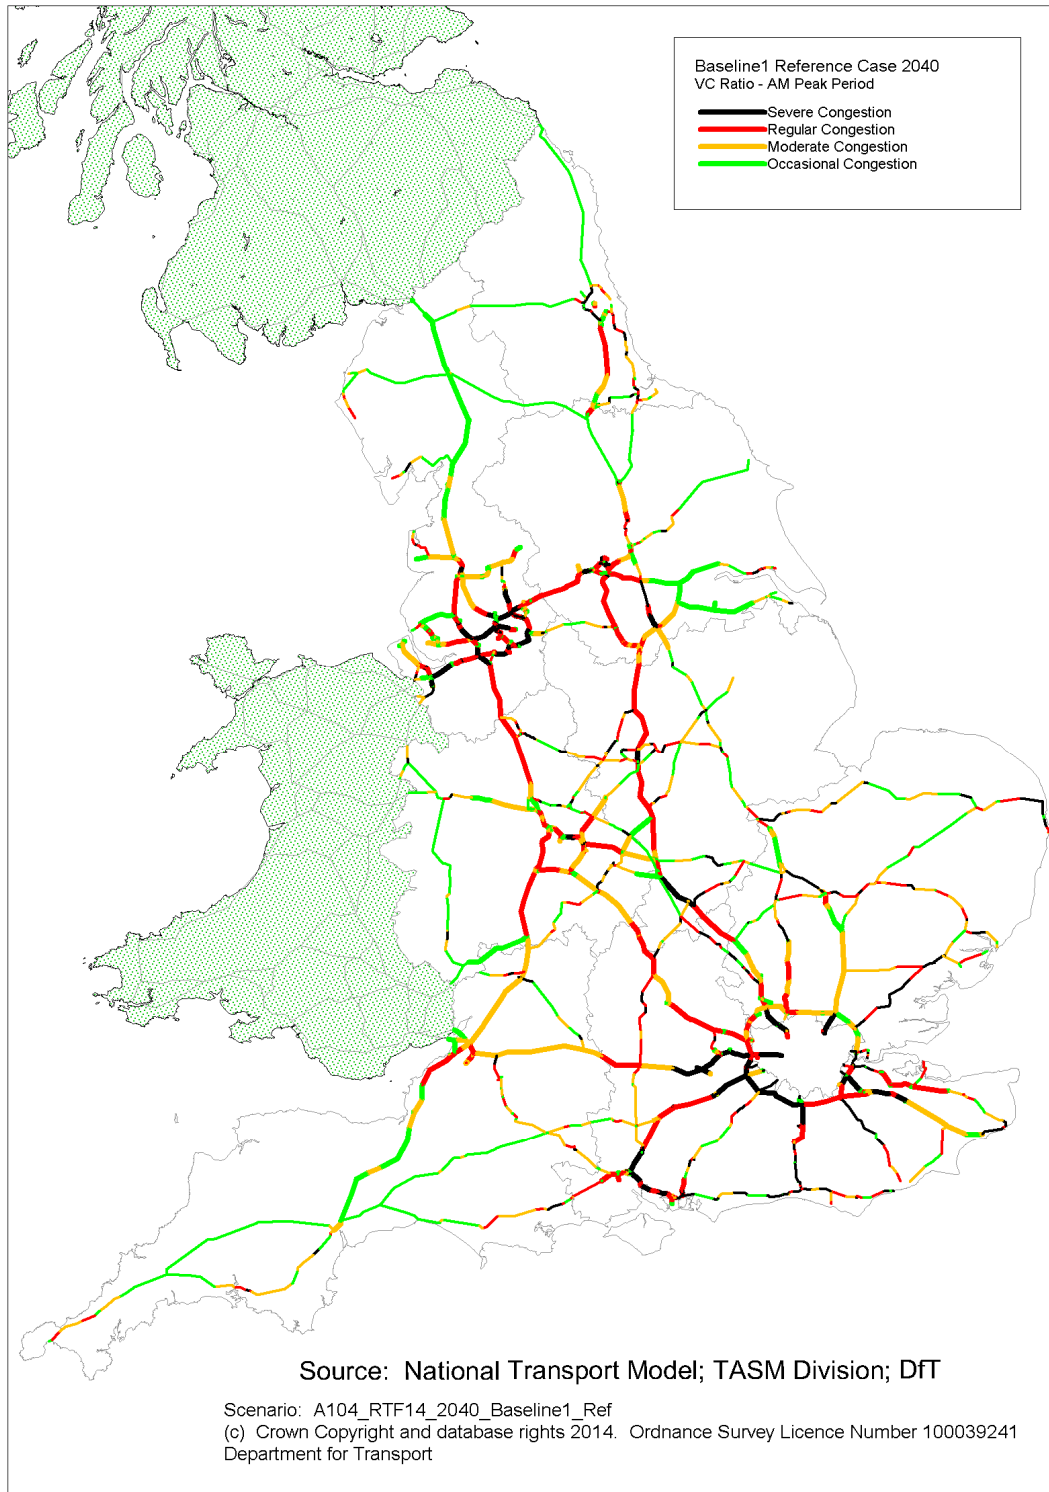 Baseline1 Reference Case 2040
VC Ratio - AM Peak Period
Severe Congestion
Regular Congestion
Moderate Congestion
Occasional Congestion
Source: National Transport Model; TASM Division; DfT
Scenario: A104_RTF14_2040_Baseline1_Ref
(c) Crown Copyright and database rights 2014. Ordnance Survey Licence Number 100039241
Department for Transport